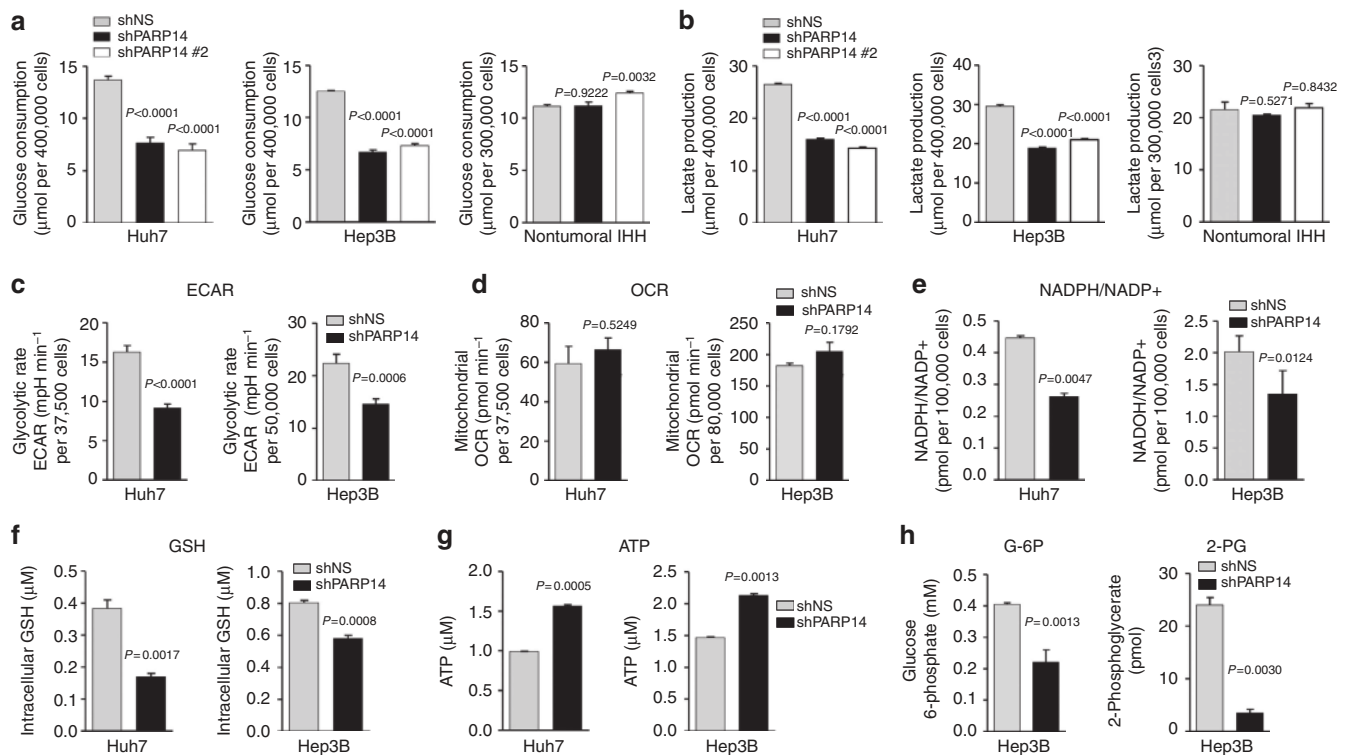 a
shNS
shPARP14
shPARP14 #2
Glucose consumption
(μmol per 400,000 cells)
15
10
5
0
P<0.0001
P<0.0001
Huh7
Glucose consumption
(μmol per 400,000 cells)
15
10
5
0
P<0.0001
P<0.0001
Hep3B
Glucose consumption
(μmol per 300,000 cells)
15
10
5
0
P=0.9222
P=0.0032
Nontumoral IHH
b
shNS
shPARP14
shPARP14 #2
Lactate production
(μmol per 400,000 cells)
30
20
10
0
P<0.0001
P<0.0001
Huh7
Lactate production
(μmol per 400,000 cells)
40
30
20
10
0
P<0.0001
P<0.0001
Hep3B
Lactate production
(μmol per 300,000 cells3
30
20
10
0
P=0.5271
P=0.8432
Nontumoral IHH
c
ECAR
Glycolytic rate
ECAR (mpH min−1
per 37,500 cells)
20
15
10
5
0
P<0.0001
Huh7
Glycolytic rate
ECAR (mpH min−1
per 50,000 cells)
30
20
10
0
shNS
shPARP14
P=0.0006
Hep3B
d
OCR
Mitochondrial
OCR (pmol min−1
per 37,500 cells)
80
60
40
20
0
P=0.5249
Huh7
Mitochondrial
OCR (pmol min−1
per 80,000 cells)
250
200
150
100
50
0
shNS
shPARP14
P=0.1792
Hep3B
e
NADPH/NADP+
NADPH/NADP+
(pmol per 100,000 cells)
0.5
0.4
0.3
0.2
0.1
0.0
P=0.0047
Huh7
NADOH/NADP+
(pmol per 100,000 cells)
2.5
2.0
1.5
1.0
0.5
0.0
shNS
shPARP14
P=0.0124
Hep3B
f
GSH
Intracellular GSH (μM)
0.5
0.4
0.3
0.2
0.1
0.0
P=0.0017
Huh7
Intracellular GSH (μM)
1.0
0.8
0.6
0.4
0.2
0.0
shNS
shPARP14
P=0.0008
Hep3B
g
ATP
ATP (μM)
2.0
1.5
1.0
0.5
0.0
P=0.0005
Huh7
ATP (μM)
2.5
2.0
1.5
1.0
0.5
0.0
P=0.0013
shNS
shPARP14
Hep3B
h
G-6P
Glucose
6-phosphate (mM)
0.6
0.4
0.3
0.2
0.1
0.0
P=0.0013
Hep3B
2-PG
2-Phosphoglycerate
(pmol)
30
20
10
0
shNS
shPARP14
P=0.0030
Hep3B